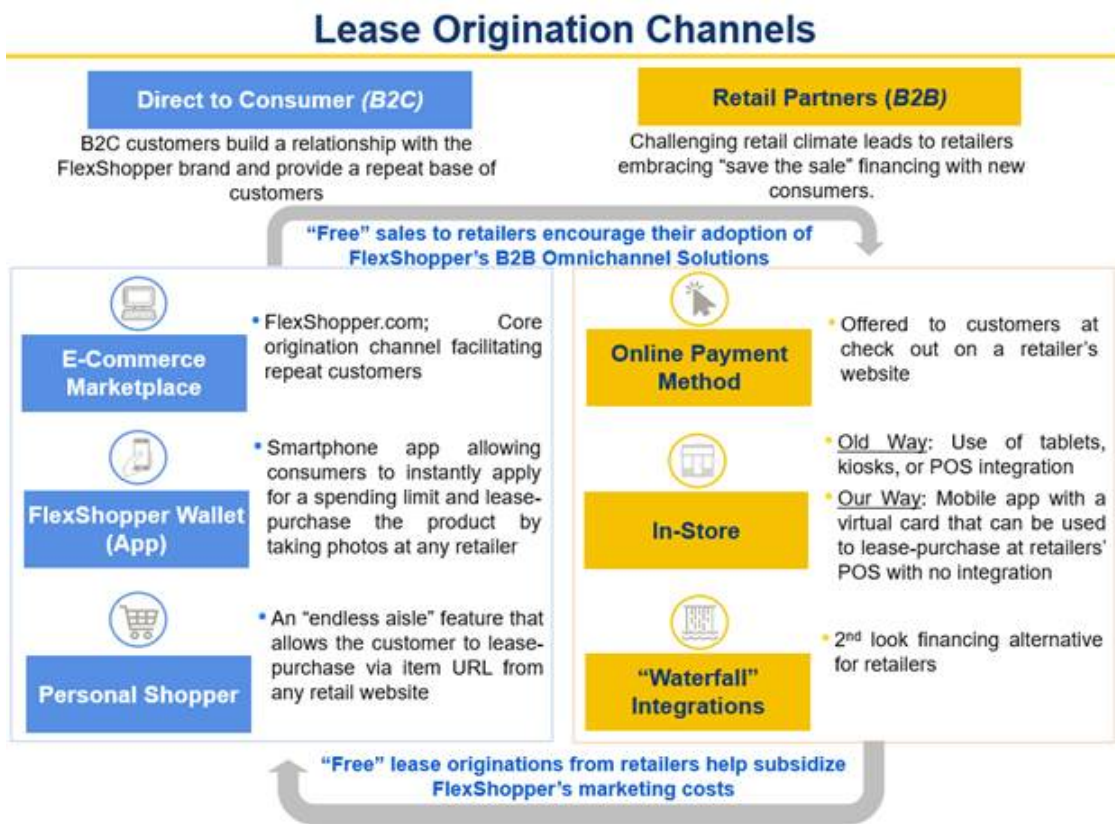 Lease Origination Channels
Direct to Consumer (B2C)
B2C customers build a relationship with the
FlexShopper brand and provide a repeat base of
customers
Retail Partners (B2B)
Challenging retail climate leads to retailers
embracing “save the sale” financing with new
consumers.
“Free” sales to retailers encourage their adoption of
FlexShopper’s B2B Omnichannel Solutions
E-Commerce
Marketplace
• FlexShopper.com; Core
origination channel facilitating
repeat customers
FlexShopper Wallet
(App)
• Smartphone app allowing
consumers to instantly apply
for a spending limit and lease-
purchase the product by
taking photos at any retailer
Personal Shopper
• An “endless aisle” feature that
allows the customer to lease-
purchase via item URL from
any retail website
Online Payment
Method
• Offered to customers at
check out on a retailer’s
website
In-Store
• Old Way: Use of tablets,
kiosks, or POS integration
• Our Way: Mobile app with a
virtual card that can be used
to lease-purchase at retailers’
POS with no integration
“Waterfall”
Integrations
• 2nd look financing alternative
for retailers
“Free” lease originations from retailers help subsidize
FlexShopper’s marketing costs